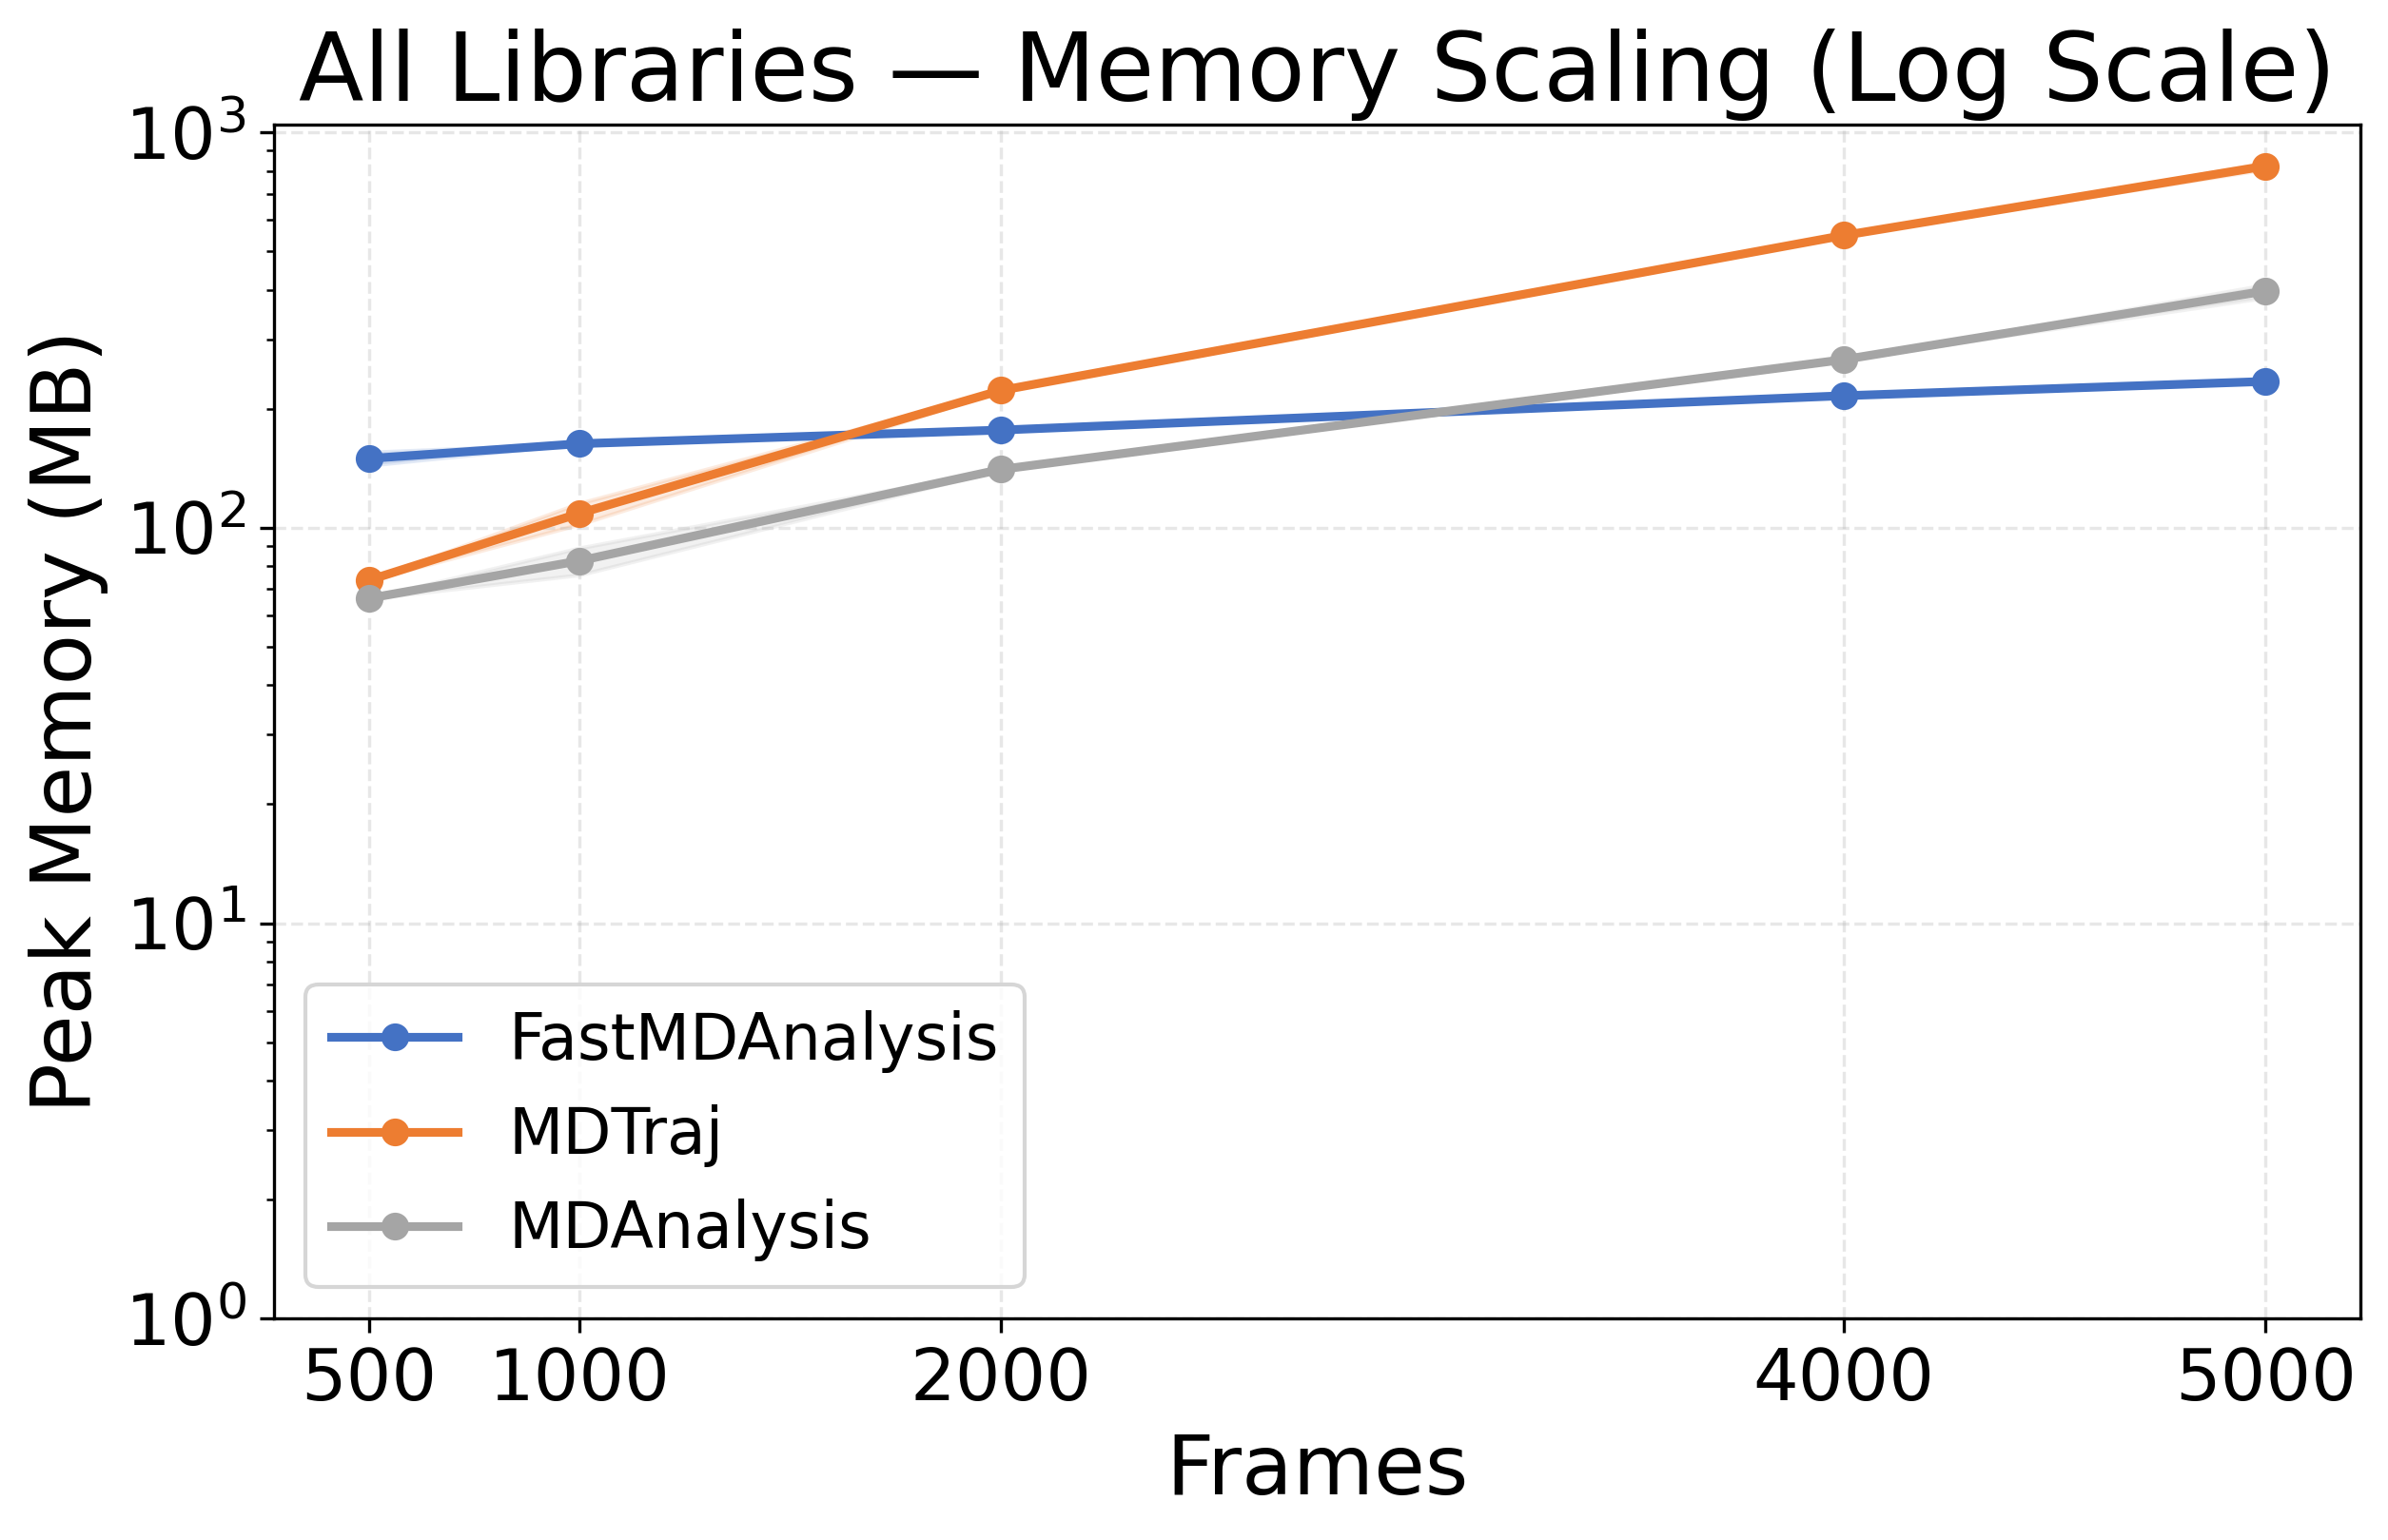 All Libraries — Memory Scaling (Log Scale)
Peak Memory (MB)
10³
10²
10¹
10⁰
FastMDAnalysis
MDTraj
MDAnalysis
500 1000 2000 4000 5000
Frames